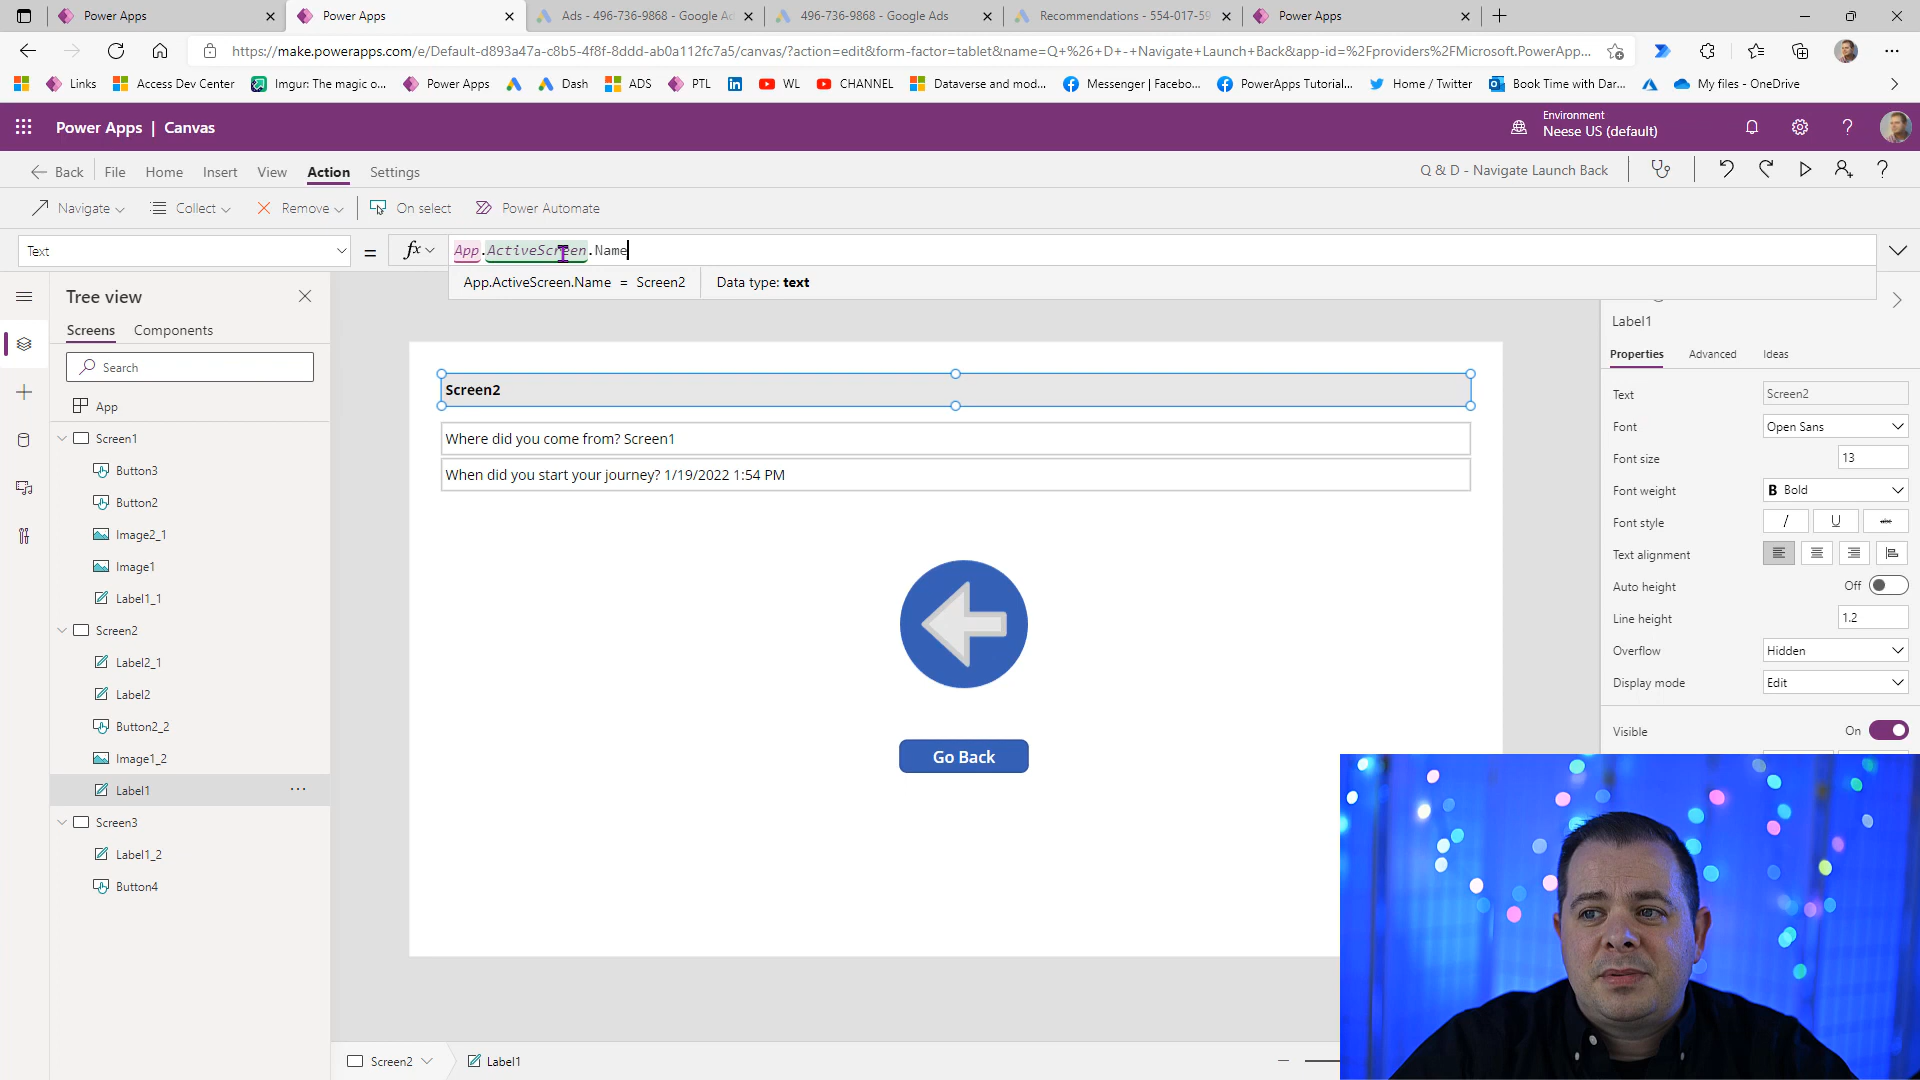 Power Apps
Power Apps
Ads - 496-736-9868 - Google Ad
496-736-9868 - Google Ads
Recommendations - 554-017-59
Power Apps
https://make.powerapps.com/e/Default-d893a47a-c8b5-4f8f-8ddd-ab0a112fc7a5/canvas/?action=edit&form-factor=tablet&name=Q+%26+D+-+Navigate+Launch+Back&app-id=%2Fproviders%2FMicrosoft.PowerApp...
Links
Access Dev Center
Imgur: The magic o...
Power Apps
Dash
ADS
PTL
WL
CHANNEL
Dataverse and mod...
Messenger | Facebo...
PowerApps Tutorial...
Home / Twitter
Book Time with Dar...
My files - OneDrive
Power Apps | Canvas
Environment
Neese US (default)
Back
File
Home
Insert
View
Action
Settings
Q & D - Navigate Launch Back
Navigate
Collect
Remove
On select
Power Automate
Text
=
fx
App.ActiveScreen.Name
App.ActiveScreen.Name = Screen2
Data type: text
Tree view
Screens
Components
Search
App
Screen1
Button3
Button2
Image2_1
Image1
Label1_1
Screen2
Label2_1
Label2
Button2_2
Image1_2
Label1
Screen3
Label1_2
Button4
Screen2
Where did you come from? Screen1
When did you start your journey? 1/19/2022 1:54 PM
Go Back
Label1
Properties
Advanced
Ideas
Text
Screen2
Font
Open Sans
Font size
13
Font weight
B Bold
Font style
Text alignment
Auto height
Off
Line height
1.2
Overflow
Hidden
Display mode
Edit
Visible
On
Screen2
Label1